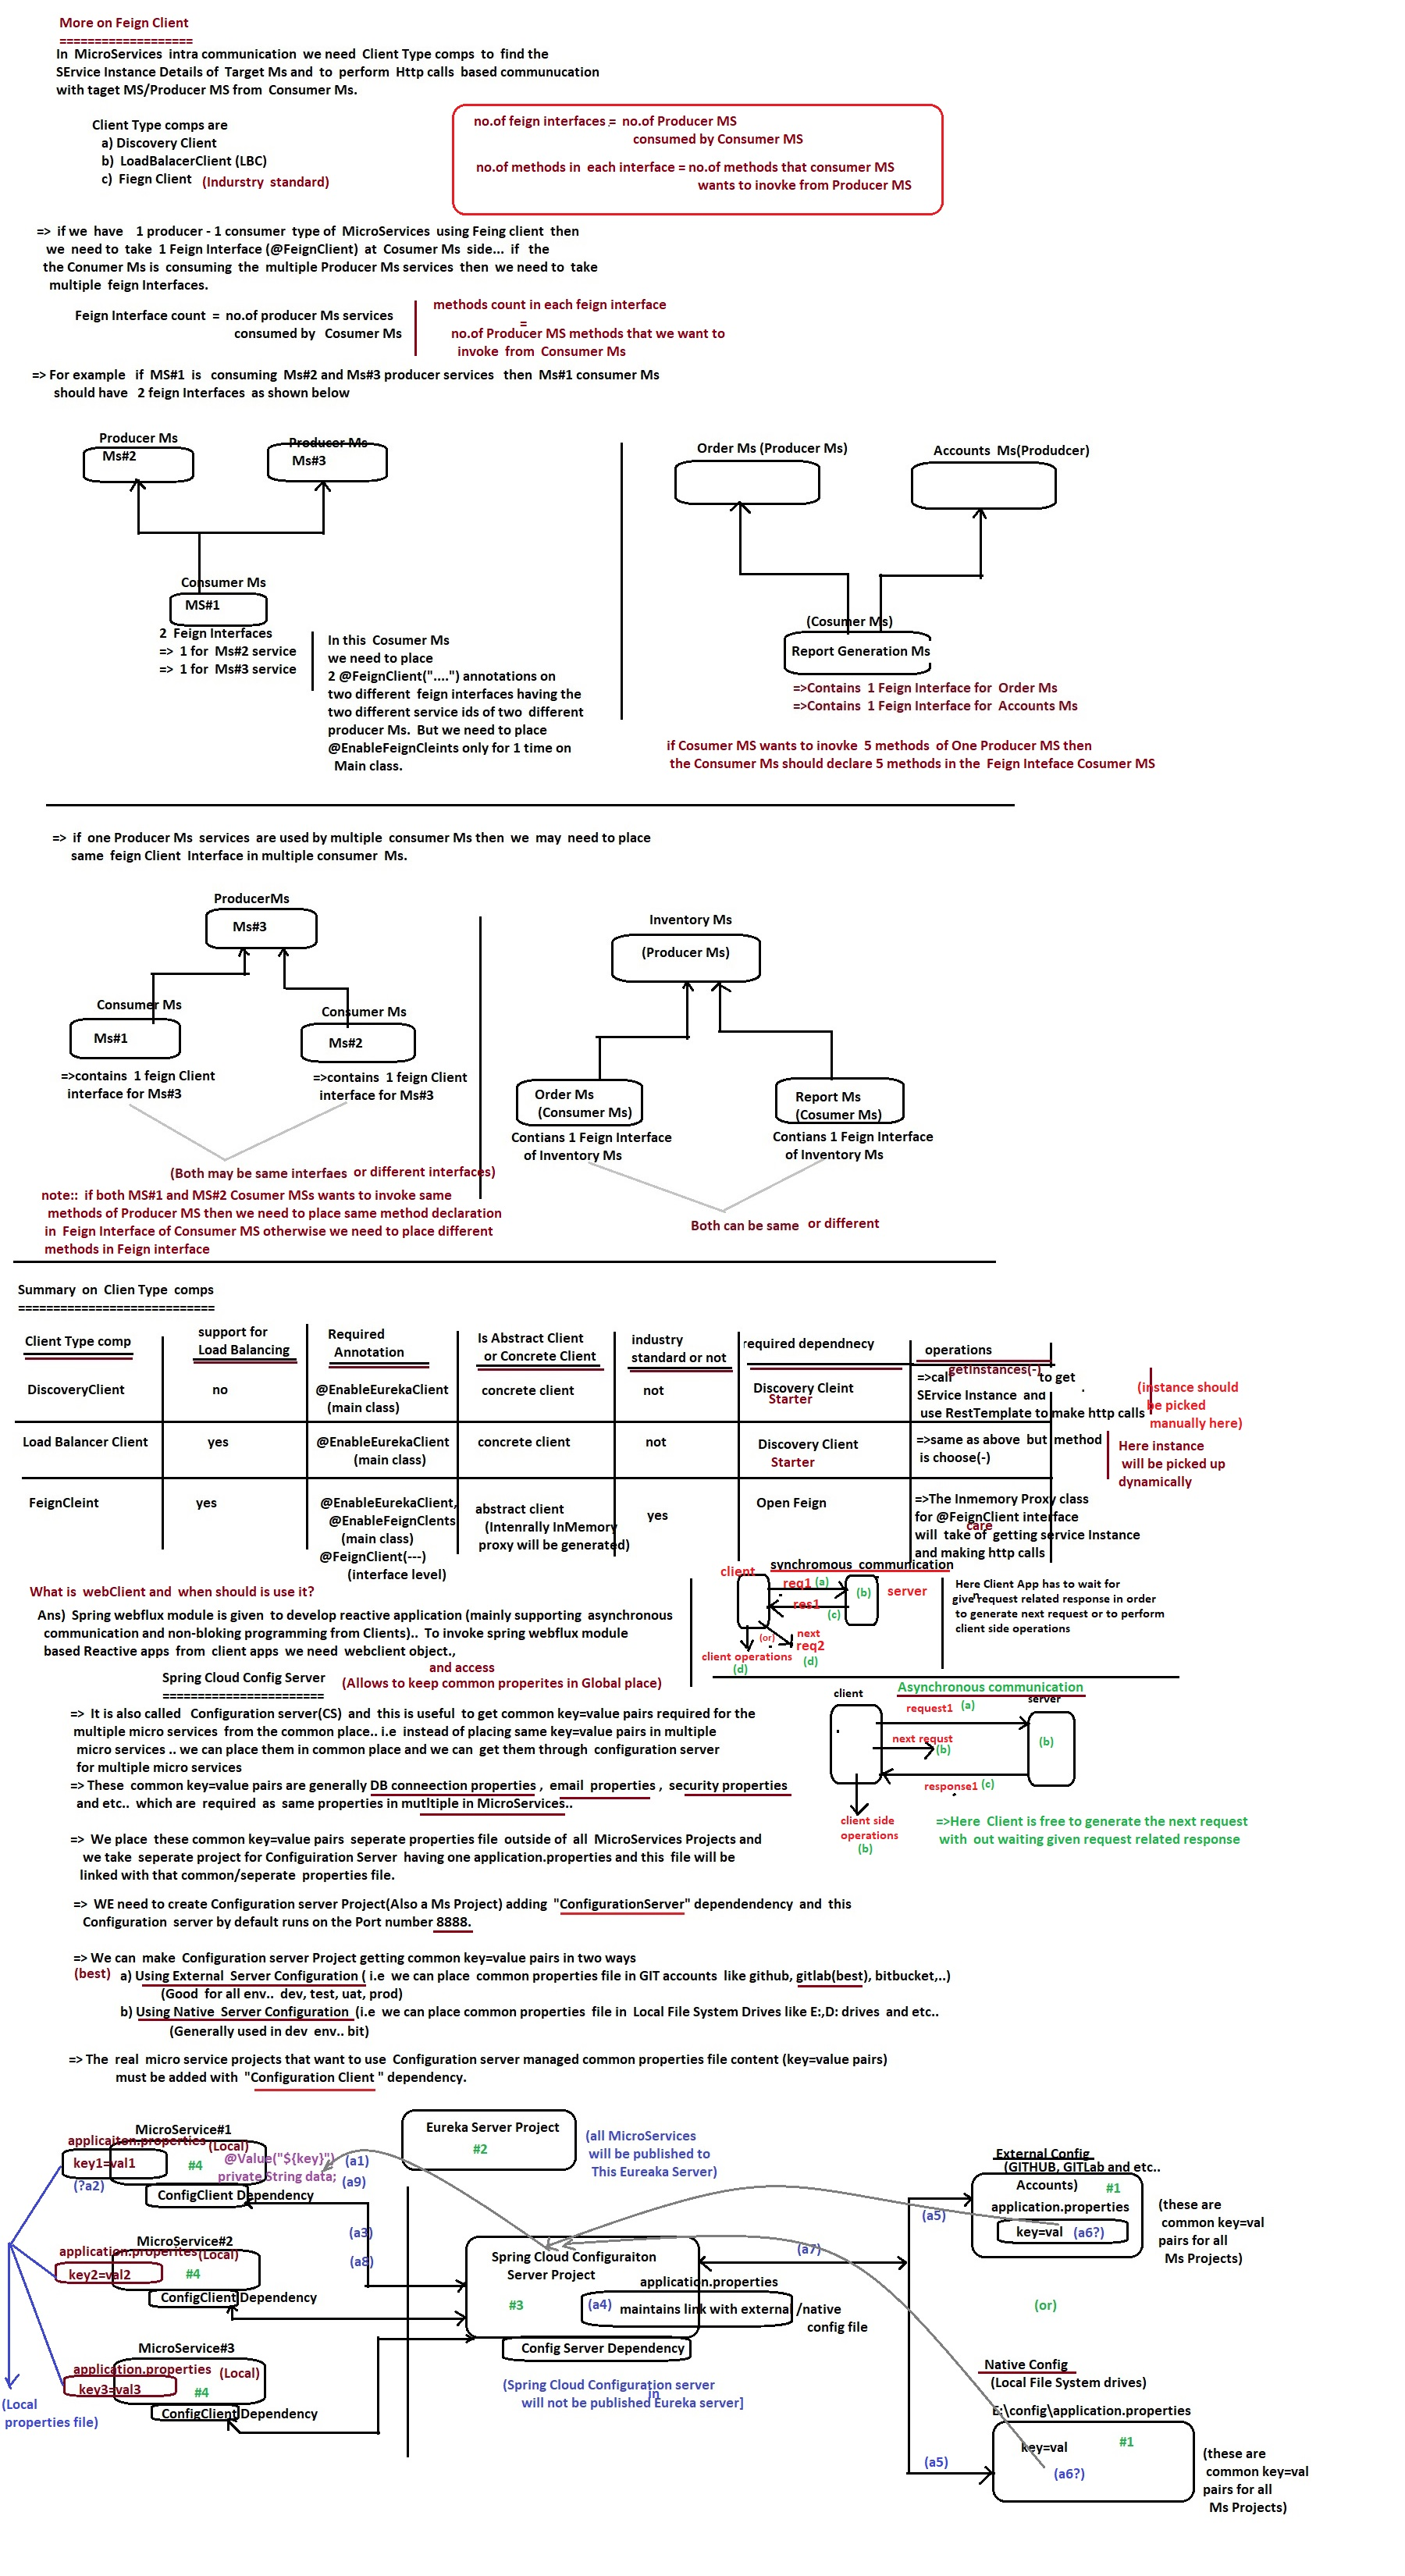 More on Feign Client
===================
In MicroServices intra communication we need Client Type comps to find the
SErvice Instance Details of Target Ms and to perform Http calls based communucation
with taget MS/Producer MS from Consumer Ms.
Client Type comps are
a) Discovery Client
b) LoadBalacerClient (LBC)
c) Fiegn Client (Indurstry standard)
no.of feign interfaces = no.of Producer MS
consumed by Consumer MS
no.of methods in each interface = no.of methods that consumer MS
wants to inovke from Producer MS
=> if we have 1 producer - 1 consumer type of MicroServices using Feing client then
we need to take 1 Feign Interface (@FeignClient) at Cosumer Ms side... if the
the Conumer Ms is consuming the multiple Producer Ms services then we need to take
multiple feign Interfaces.
Feign Interface count = no.of producer Ms services
consumed by Cosumer Ms
methods count in each feign interface
=
no.of Producer MS methods that we want to
invoke from Consumer Ms
=> For example if MS#1 is consuming Ms#2 and Ms#3 producer services then Ms#1 consumer Ms
should have 2 feign Interfaces as shown below
Producer Ms
Ms#2
Producer Ms
Ms#3
Consumer Ms
MS#1
2 Feign Interfaces
=> 1 for Ms#2 service
=> 1 for Ms#3 service
In this Cosumer Ms
we need to place
2 @FeignClient("....") annotations on
two different feign interfaces having the
two different service ids of two different
producer Ms. But we need to place
@EnableFeignCleints only for 1 time on
Main class.
Order Ms (Producer Ms)
Accounts Ms(Produdcer)
(Cosumer Ms)
Report Generation Ms
=>Contains 1 Feign Interface for Order Ms
=>Contains 1 Feign Interface for Accounts Ms
if Cosumer MS wants to inovke 5 methods of One Producer MS then
the Consumer Ms should declare 5 methods in the Feign Inteface Cosumer MS
=> if one Producer Ms services are used by multiple consumer Ms then we may need to place
same feign Client Interface in multiple consumer Ms.
ProducerMs
Ms#3
Consumer Ms
Ms#1
Consumer Ms
Ms#2
=>contains 1 feign Client
interface for Ms#3
=>contains 1 feign Client
interface for Ms#3
(Both may be same interfaes or different interfaces)
note:: if both MS#1 and MS#2 Cosumer MSs wants to invoke same
methods of Producer MS then we need to place same method declaration
in Feign Interface of Consumer MS otherwise we need to place different
methods in Feign interface
Inventory Ms
(Producer Ms)
Order Ms
(Consumer Ms)
Report Ms
(Cosumer Ms)
Contians 1 Feign Interface
of Inventory Ms
Contians 1 Feign Interface
of Inventory Ms
Both can be same or different
Summary on Clien Type comps
============================
Client Type comp
support for
Load Balancing
Required
Annotation
Is Abstract Client
or Concrete Client
industry
standard or not
required dependnecy
operations
DiscoveryClient
no
@EnableEurekaClient
(main class)
concrete client
not
Discovery Cleint
Starter
=>call getInstances(-) to get
SErvice Instance and
use RestTemplate to make http calls
(instance should
be picked
manually here)
Load Balancer Client
yes
@EnableEurekaClient
(main class)
concrete client
not
Discovery Client
Starter
=>same as above but method
is choose(-)
Here instance
will be picked up
dynamically
FeignCleint
yes
@EnableEurekaClient,
@EnableFeignClents
(main class)
@FeignClient(---)
(interface level)
abstract client
(Intenrally InMemory
proxy will be generated)
yes
Open Feign
=>The Inmemory Proxy class
for @FeignClient interface
care
will take of getting service Instance
and making http calls
What is webClient and when should is use it?
Ans) Spring webflux module is given to develop reactive application (mainly supporting asynchronous
communication and non-bloking programming from Clients).. To invoke spring webflux module
based Reactive apps from client apps we need webclient object.,
client
synchromous communication
req1 (a)
(b)
server
res1
(c)
(or)
next
req2
(d)
client operations
(d)
Here Client App has to wait for
n
give request related response in order
to generate next request or to perform
client side operations
Spring Cloud Config Server
=======================
and access
(Allows to keep common properites in Global place)
=> It is also called Configuration server(CS) and this is useful to get common key=value pairs required for the
multiple micro services from the common place.. i.e instead of placing same key=value pairs in multiple
micro services .. we can place them in common place and we can get them through configuration server
for multiple micro services
=> These common key=value pairs are generally DB conneection properties , email properties , security properties
and etc.. which are required as same properties in mutltiple in MicroServices..
Asynchronous communication
client
server
request1 (a)
next requst
(b)
(b)
response1 (c)
client side
operations
(b)
=>Here Client is free to generate the next request
with out waiting given request related response
=> We place these common key=value pairs seperate properties file outside of all MicroServices Projects and
we take seperate project for Configuiration Server having one application.properties and this file will be
linked with that common/seperate properties file.
=> WE need to create Configuration server Project(Also a Ms Project) adding "ConfigurationServer" dependendency and this
Configuration server by default runs on the Port number 8888.
=> We can make Configuration server Project getting common key=value pairs in two ways
(best) a) Using External Server Configuration ( i.e we can place common properties file in GIT accounts like github, gitlab(best), bitbucket,..)
(Good for all env.. dev, test, uat, prod)
b) Using Native Server Configuration (i.e we can place common properties file in Local File System Drives like E:,D: drives and etc..
(Generally used in dev env.. bit)
=> The real micro service projects that want to use Configuration server managed common properties file content (key=value pairs)
must be added with "Configuration Client " dependency.
MicroService#1
applicaiton.properties (Local)
key1=val1
#4
(?a2)
@Value("${key}")
private String data;
(a1)
(a9)
ConfigClient Dependency
Eureka Server Project
#2
(all MicroServices
will be published to
This Eureaka Server)
MicroService#2
application.properites (Local)
key2=val2
#4
ConfigClient Dependency
(a3)
(a8)
MicroService#3
application.properties (Local)
key3=val3
#4
ConfigClient Dependency
(Local
properties file)
Spring Cloud Configuraiton
Server Project
application.properties
#3
(a4) maintains link with external /native
config file
Config Server Dependency
(Spring Cloud Configuration server
in
will not be published Eureka server]
(a7)
(a5)
External Config
(GITHUB, GITLab and etc..
Accounts)
#1
application.properties
key=val (a6?)
(these are
common key=val
pairs for all
Ms Projects)
(or)
Native Config
(Local File System drives)
E:\config\application.properties
key=val
#1
(a5)
(a6?)
(these are
common key=val
pairs for all
Ms Projects)